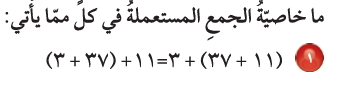 ما خاصيّةُ الجمعِ المستعملةُ في كلِّ ممّا يأتي:
١ (١١ + ٣٧) + ٣=١١+ (٣٧ + ٣)